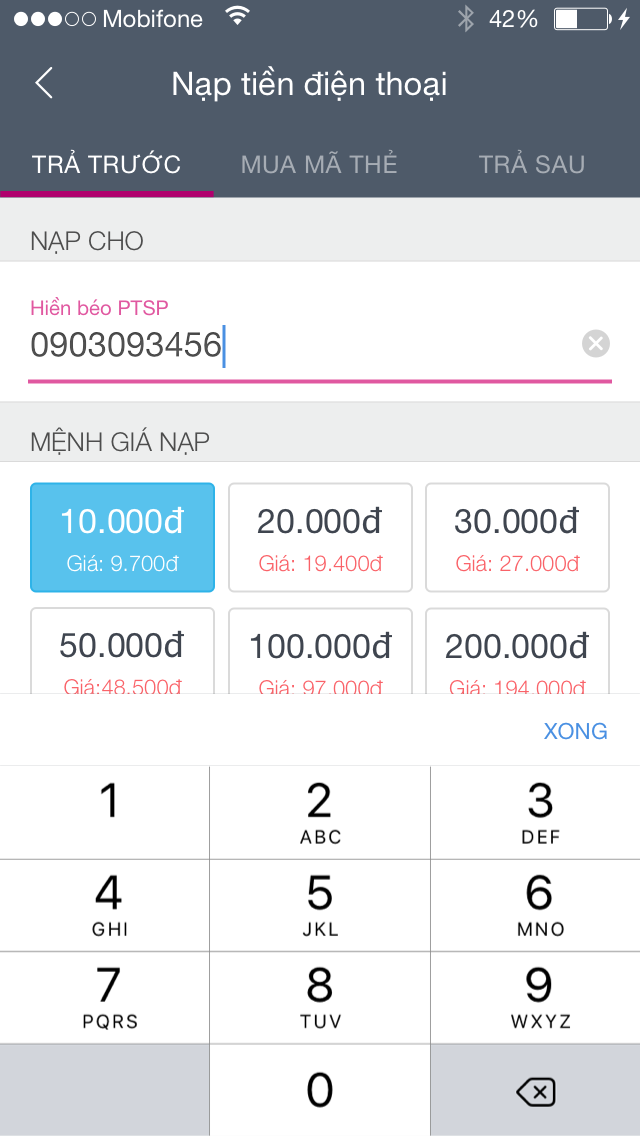 Mobifone 42%
Nạp tiền điện thoại
TRẢ TRƯỚC MUA MÃ THẺ TRẢ SAU
NẠP CHO
Hiền béo PTSP
0903093456
MỆNH GIÁ NẠP
10.000đ 20.000đ 30.000đ
Giá: 9.700đ Giá: 19.400đ Giá: 27.000đ
50.000đ 100.000đ 200.000đ
Giá:48.500đ Giá: 97.000đ Giá: 194.000đ
XONG
1 2 3
ABC DEF
4 5 6
GHI JKL MNO
7 8 9
PQRS TUV WXYZ
0